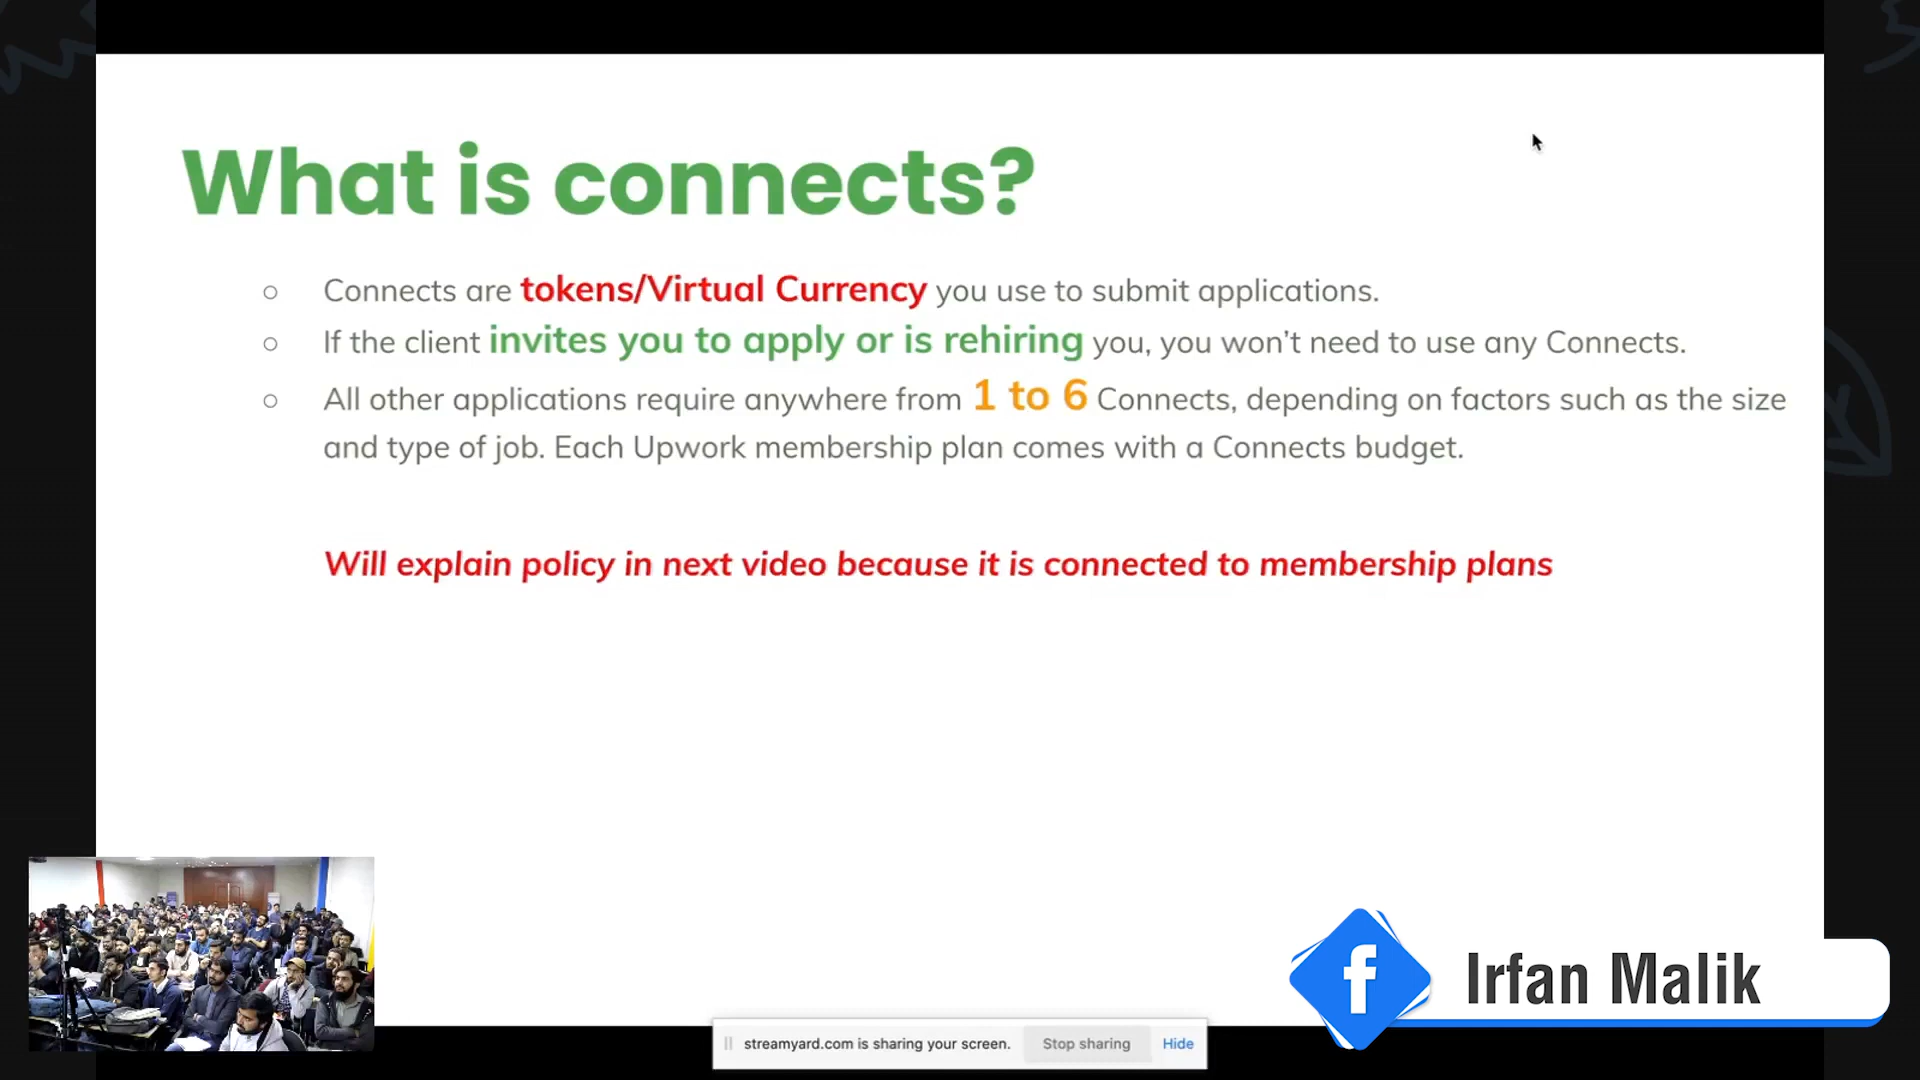 What is connects?
○ Connects are tokens/Virtual Currency you use to submit applications.
○ If the client invites you to apply or is rehiring you, you won't need to use any Connects.
○ All other applications require anywhere from 1 to 6 Connects, depending on factors such as the size
and type of job. Each Upwork membership plan comes with a Connects budget.
Will explain policy in next video because it is connected to membership plans
f Irfan Malik
streamyard.com is sharing your screen. Stop sharing Hide